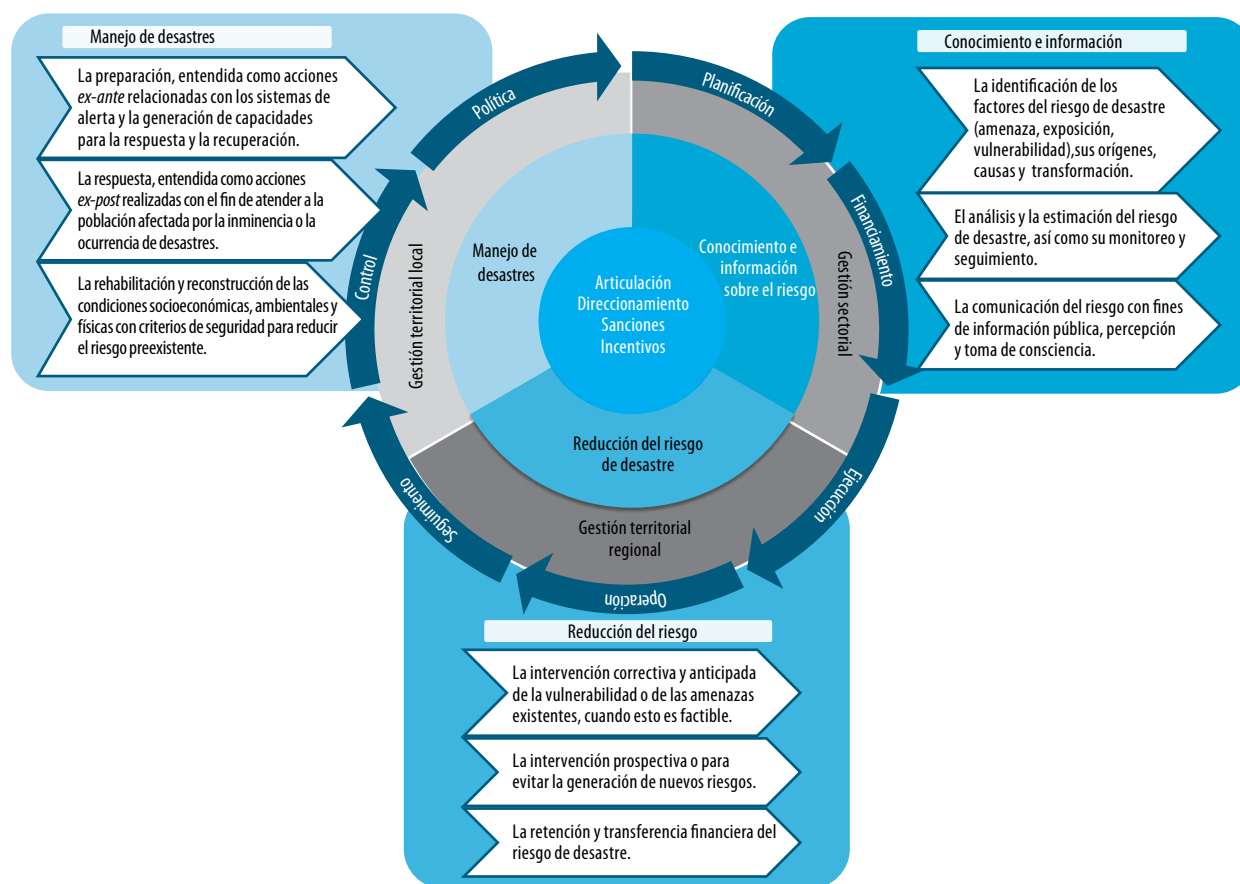 Manejo de desastres
La preparación, entendida como acciones
ex-ante relacionadas con los sistemas de
alerta y la generación de capacidades
para la respuesta y la recuperación.
La respuesta, entendida como acciones
ex-post realizadas con el fin de atender a la
población afectada por la inminencia o la
ocurrencia de desastres.
La rehabilitación y reconstrucción de las
condiciones socioeconómicas, ambientales y
físicas con criterios de seguridad para reducir
el riesgo preexistente.
Política
Planificación
Financiamiento
Ejecución
Operación
Seguimiento
Control
Gestión territorial local
Gestión sectorial
Gestión territorial
regional
Manejo de
desastres
Conocimiento e
información
sobre el riesgo
Articulación
Direccionamiento
Sanciones
Incentivos
Reducción del riesgo
de desastre
Conocimiento e información
La identificación de los
factores del riesgo de desastre
(amenaza, exposición,
vulnerabilidad),sus orígenes,
causas y transformación.
El análisis y la estimación del riesgo
de desastre, así como su monitoreo y
seguimiento.
La comunicación del riesgo con fines
de información pública, percepción
y toma de consciencia.
Reducción del riesgo
La intervención correctiva y anticipada
de la vulnerabilidad o de las amenazas
existentes, cuando esto es factible.
La intervención prospectiva o para
evitar la generación de nuevos riesgos.
La retención y transferencia financiera del
riesgo de desastre.